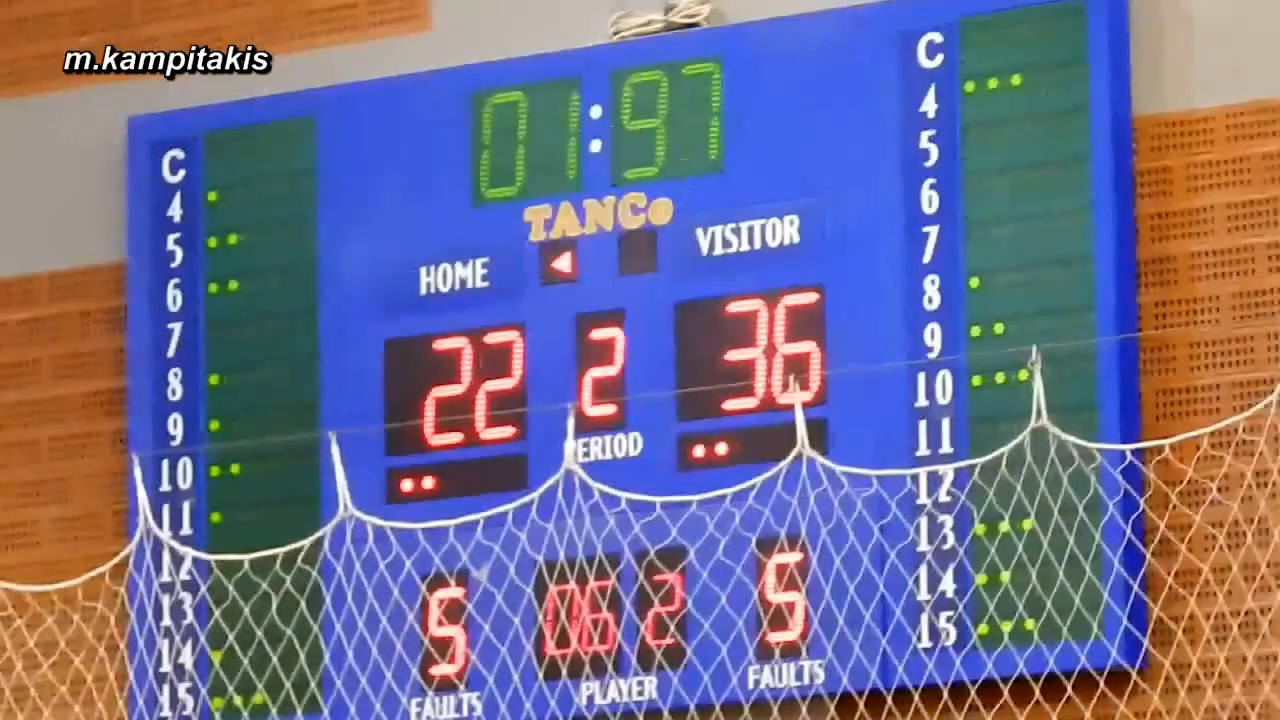 m.kampitakis
01:97
TANCo
HOME
VISITOR
22 2 36
PERIOD
5 06 2 5
FAULTS PLAYER FAULTS
C
4
5
6
7
8
9
10
11
12
13
14
15
C
4
5
6
7
8
9
10
11
12
13
14
15